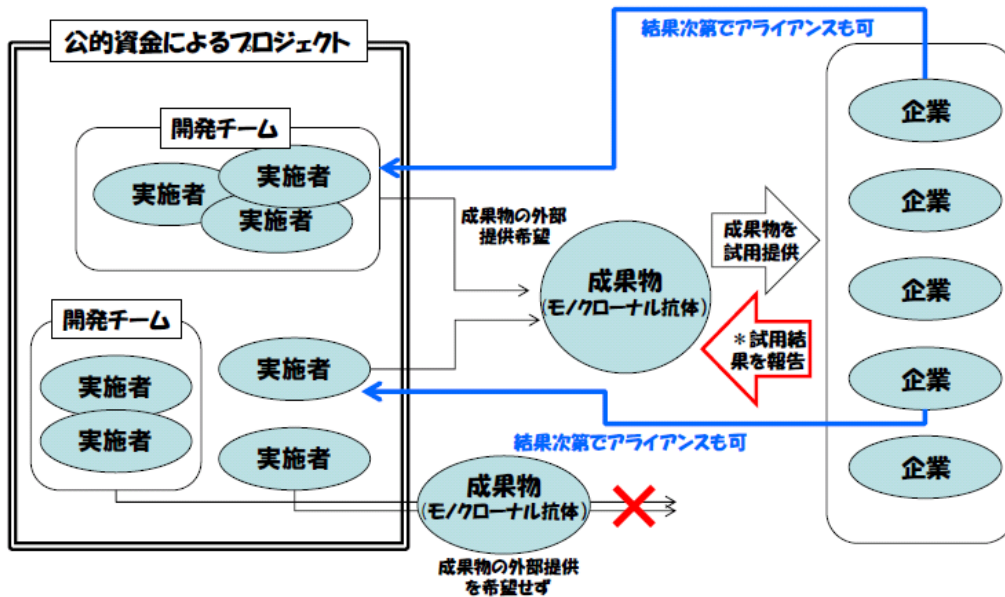 公的資金によるプロジェクト
結果次第でアライアンスも可
開発チーム
実施者
実施者
実施者
成果物の外部
提供希望
成果物
(モノクローナル抗体)
成果物を
試用提供
＊試用結
果を報告
企業
企業
企業
企業
企業
開発チーム
実施者
実施者
実施者
実施者
結果次第でアライアンスも可
成果物
(モノクローナル抗体)
成果物の外部提供
を希望せず